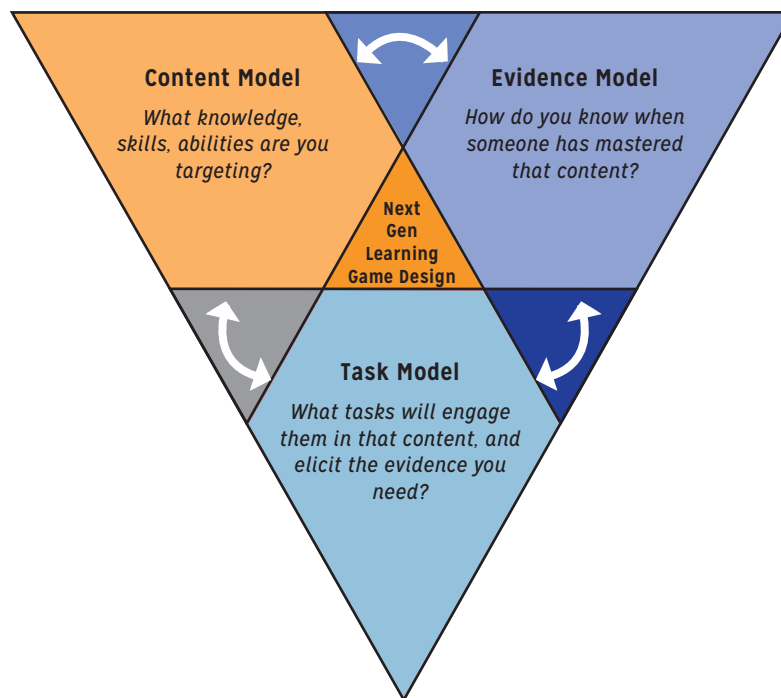 Content Model
What knowledge,
skills, abilities are you
targeting?
Evidence Model
How do you know when
someone has mastered
that content?
Next
Gen
Learning
Game Design
Task Model
What tasks will engage
them in that content, and
elicit the evidence you
need?